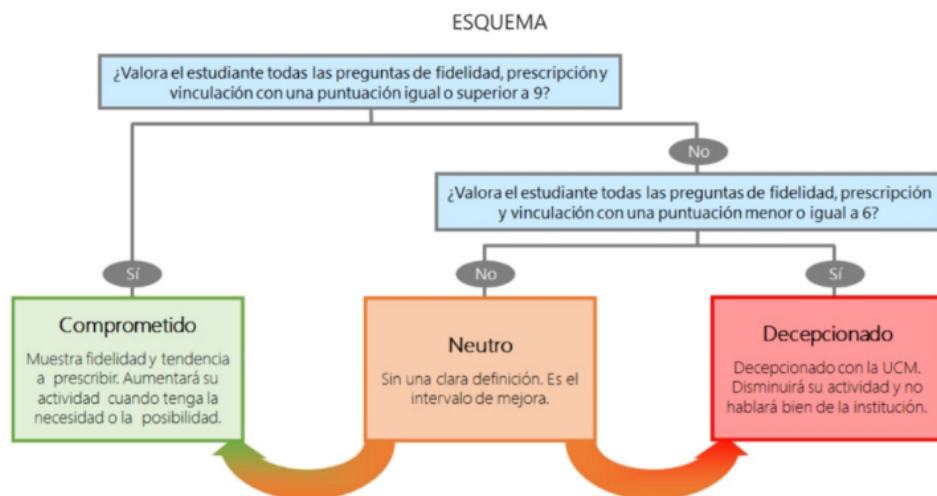 ESQUEMA
¿Valora el estudiante todas las preguntas de fidelidad, prescripción y
vinculación con una puntuación igual o superior a 9?
No
¿Valora el estudiante todas las preguntas de fidelidad, prescripción
y vinculación con una puntuación menor o igual a 6?
Sí
No
Sí
Comprometido
Muestra fidelidad y tendencia
a prescribir. Aumentará su
actividad cuando tenga la
necesidad o la posibilidad.
Neutro
Sin una clara definición. Es el
intervalo de mejora.
Decepcionado
Decepcionado con la UCM.
Disminuirá su actividad y no
hablará bien de la institución.